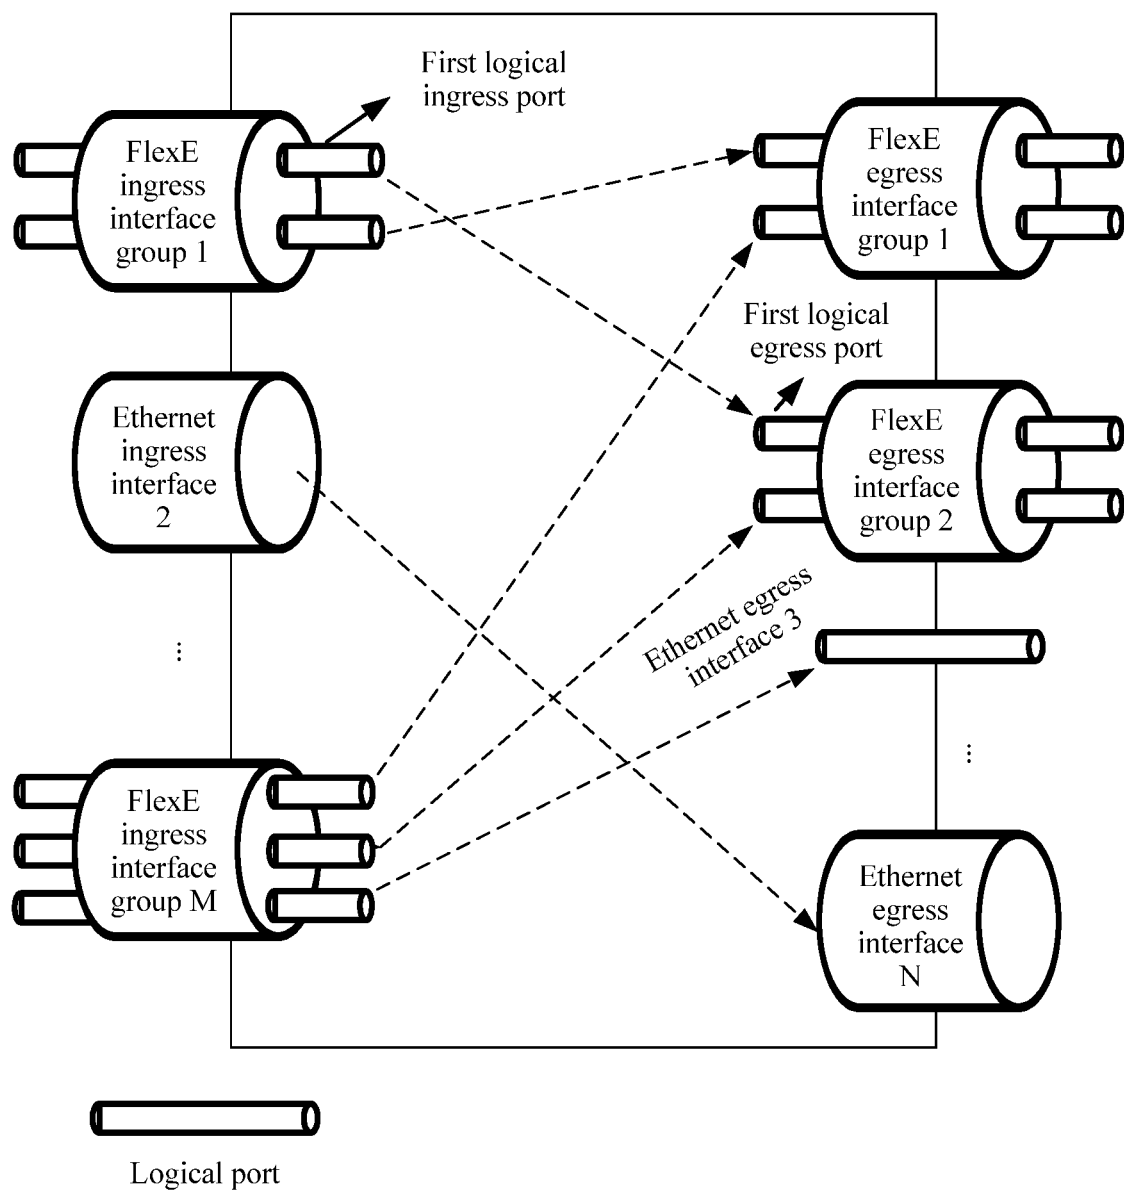 First logical
ingress port
FlexE
ingress
interface
group 1
FlexE
egress
interface
group 1
First logical
egress port
Ethernet
ingress
interface
2
FlexE
egress
interface
group 2
Ethernet egress
interface 3
...
...
FlexE
ingress
interface
group M
Ethernet
egress
interface
N
Logical port